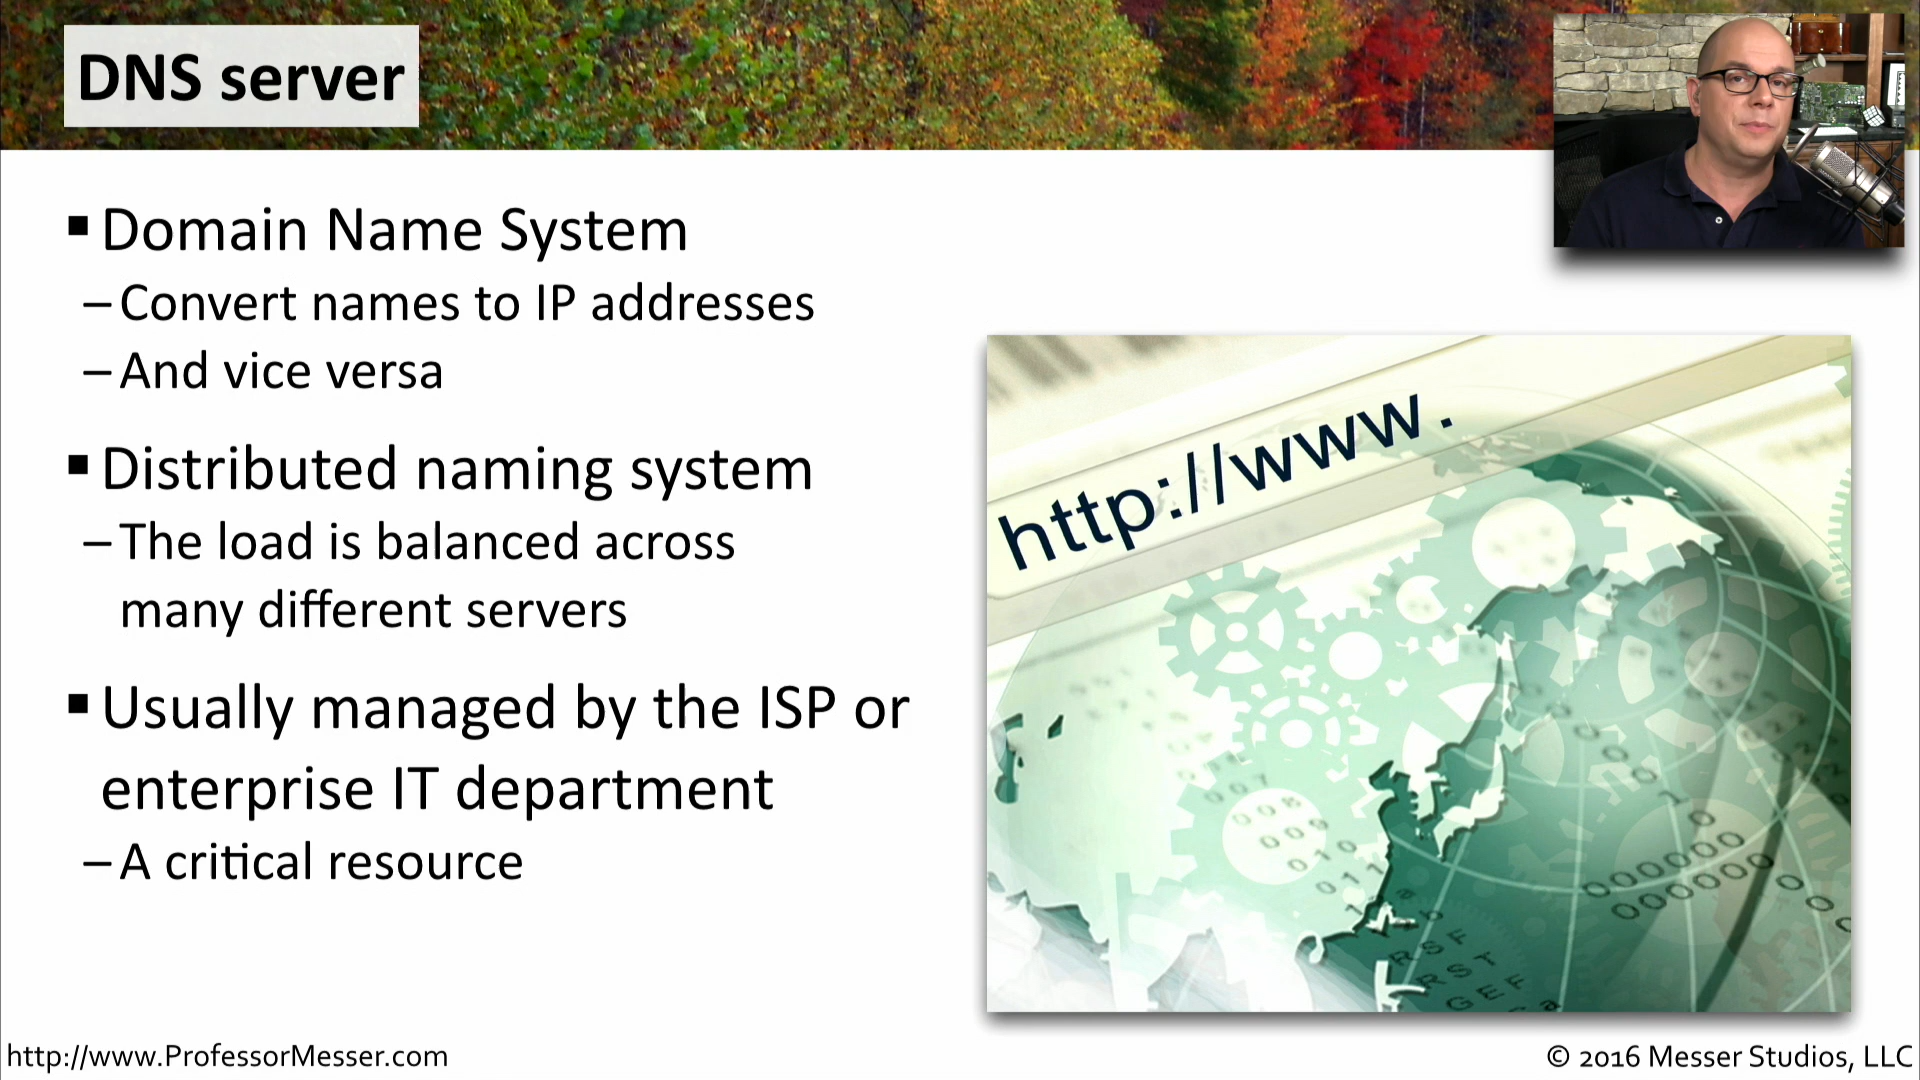 DNS server
▪ Domain Name System
– Convert names to IP addresses
– And vice versa
▪ Distributed naming system
– The load is balanced across
many different servers
▪ Usually managed by the ISP or
enterprise IT department
– A critical resource
http://www.
http://www.ProfessorMesser.com
© 2016 Messer Studios, LLC